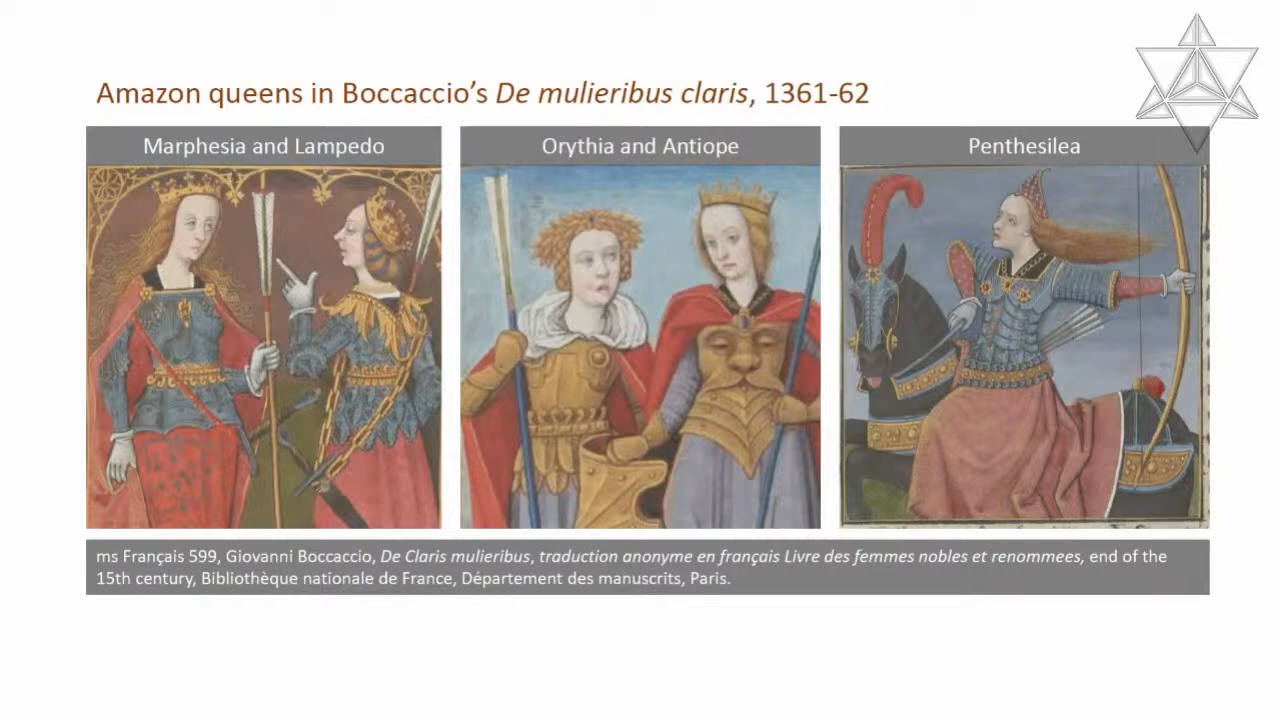 Amazon queens in Boccaccio's De mulieribus claris, 1361-62
Marphesia and Lampedo
Orythia and Antiope
Penthesilea
ms Français 599, Giovanni Boccaccio, De Claris mulieribus, traduction anonyme en français Livre des femmes nobles et renommees, end of the
15th century, Bibliothèque nationale de France, Département des manuscrits, Paris.